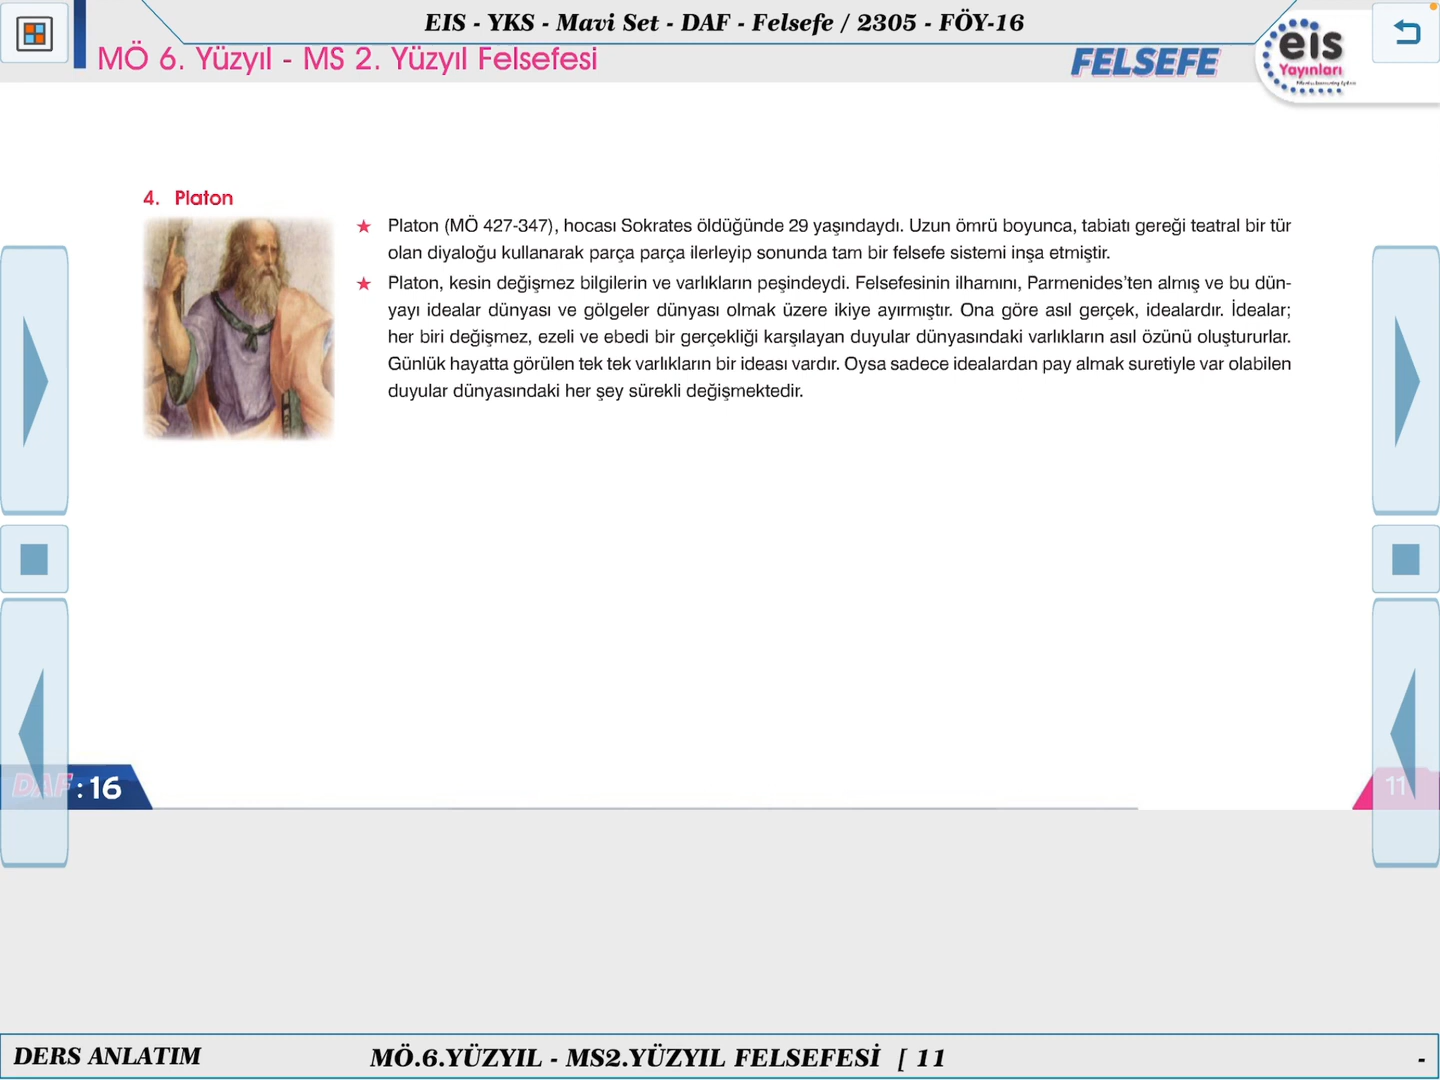 EIS - YKS - Mavi Set - DAF - Felsefe / 2305 - FÖY-16
MÖ 6. Yüzyıl - MS 2. Yüzyıl Felsefesi
FELSEFE
eis
Yayınları
4. Platon
★ Platon (MÖ 427-347), hocası Sokrates öldüğünde 29 yaşındaydı. Uzun ömrü boyunca, tabiatı gereği teatral bir tür
olan diyaloğu kullanarak parça parça ilerleyip sonunda tam bir felsefe sistemi inşa etmiştir.
★ Platon, kesin değişmez bilgilerin ve varlıkların peşindeydi. Felsefesinin ilhamını, Parmenides'ten almış ve bu dün-
yayı idealar dünyası ve gölgeler dünyası olmak üzere ikiye ayırmıştır. Ona göre asıl gerçek, idealardır. İdealar;
her biri değişmez, ezeli ve ebedi bir gerçekliği karşılayan duyular dünyasındaki varlıkların asıl özünü oluştururlar.
Günlük hayatta görülen tek tek varlıkların bir ideası vardır. Oysa sadece idealardan pay almak suretiyle var olabilen
duyular dünyasındaki her şey sürekli değişmektedir.
DAF : 16
11
DERS ANLATIM
MÖ.6.YÜZYIL - MS2.YÜZYIL FELSEFESİ [ 11
-